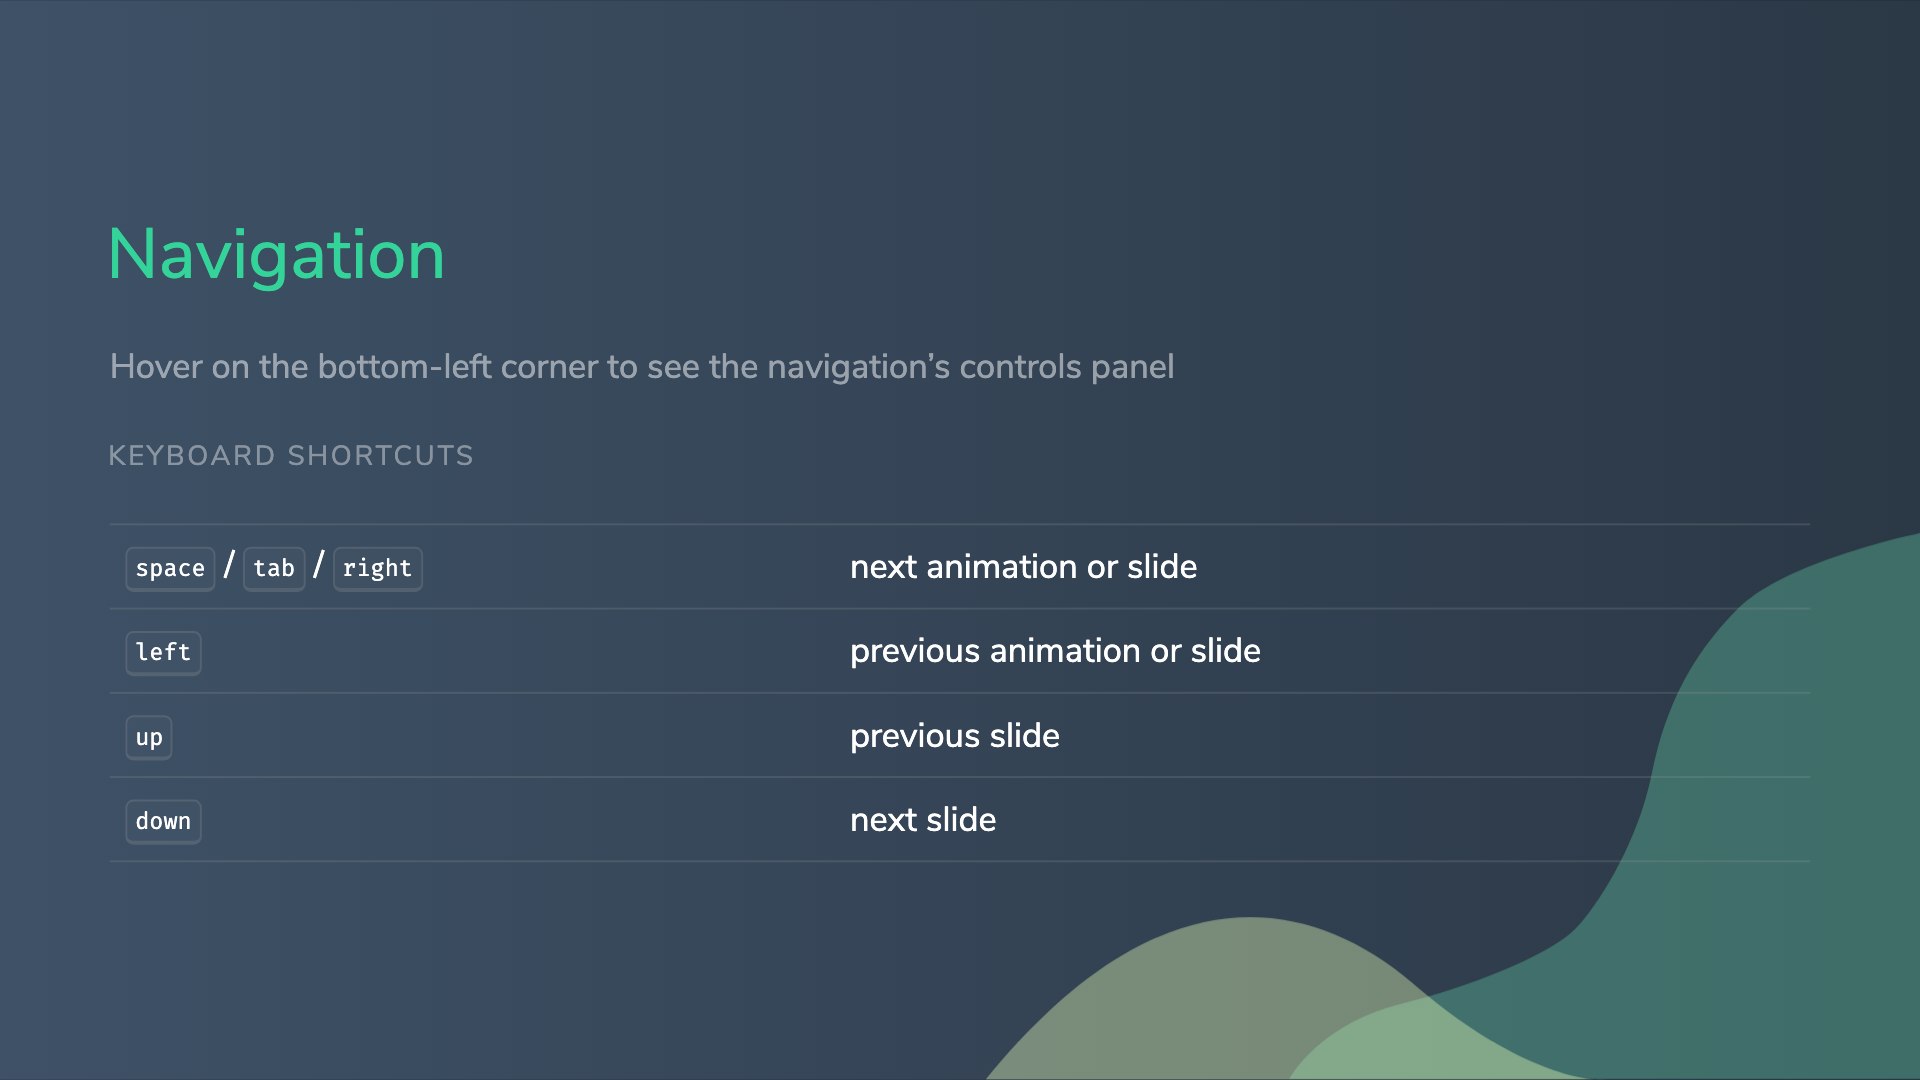 Navigation
Hover on the bottom-left corner to see the navigation’s controls panel
KEYBOARD SHORTCUTS
space / tab / right next animation or slide
left previous animation or slide
up previous slide
down next slide